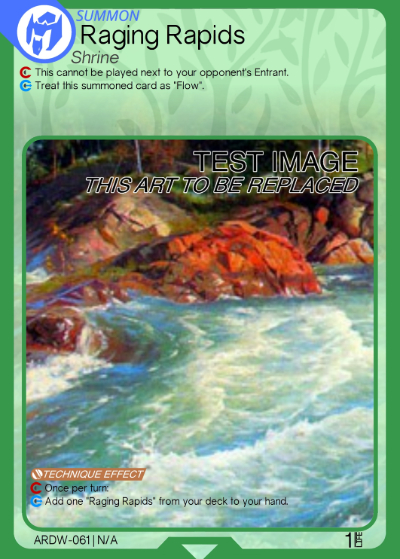 SUMMON
Raging Rapids
Shrine
C This cannot be played next to your opponent's Entrant.
C Treat this summoned card as "Flow".
TEST IMAGE
THIS ART TO BE REPLACED
TECHNIQUE EFFECT
C Once per turn:
C Add one "Raging Rapids" from your deck to your hand.
ARDW-061| N/A
1 LIFE